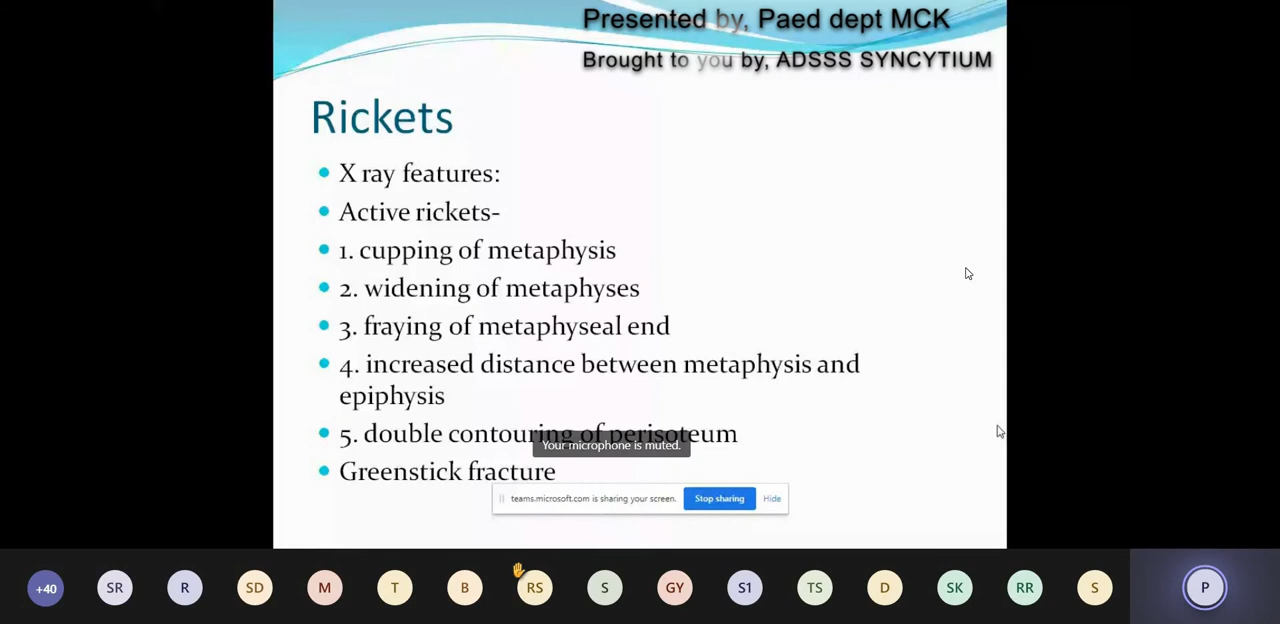 Presented by, Paed dept MCK
Brought to you by, ADSSS SYNCYTIUM
Rickets
X ray features:
Active rickets-
1. cupping of metaphysis
2. widening of metaphyses
3. fraying of metaphyseal end
4. increased distance between metaphysis and
epiphysis
5. double contouring of perisoteum
Your microphone is muted.
Greenstick fracture
teams.microsoft.com is sharing your screen. Stop sharing Hide
+40 SR R SD M T B RS S GY S1 TS D SK RR S P